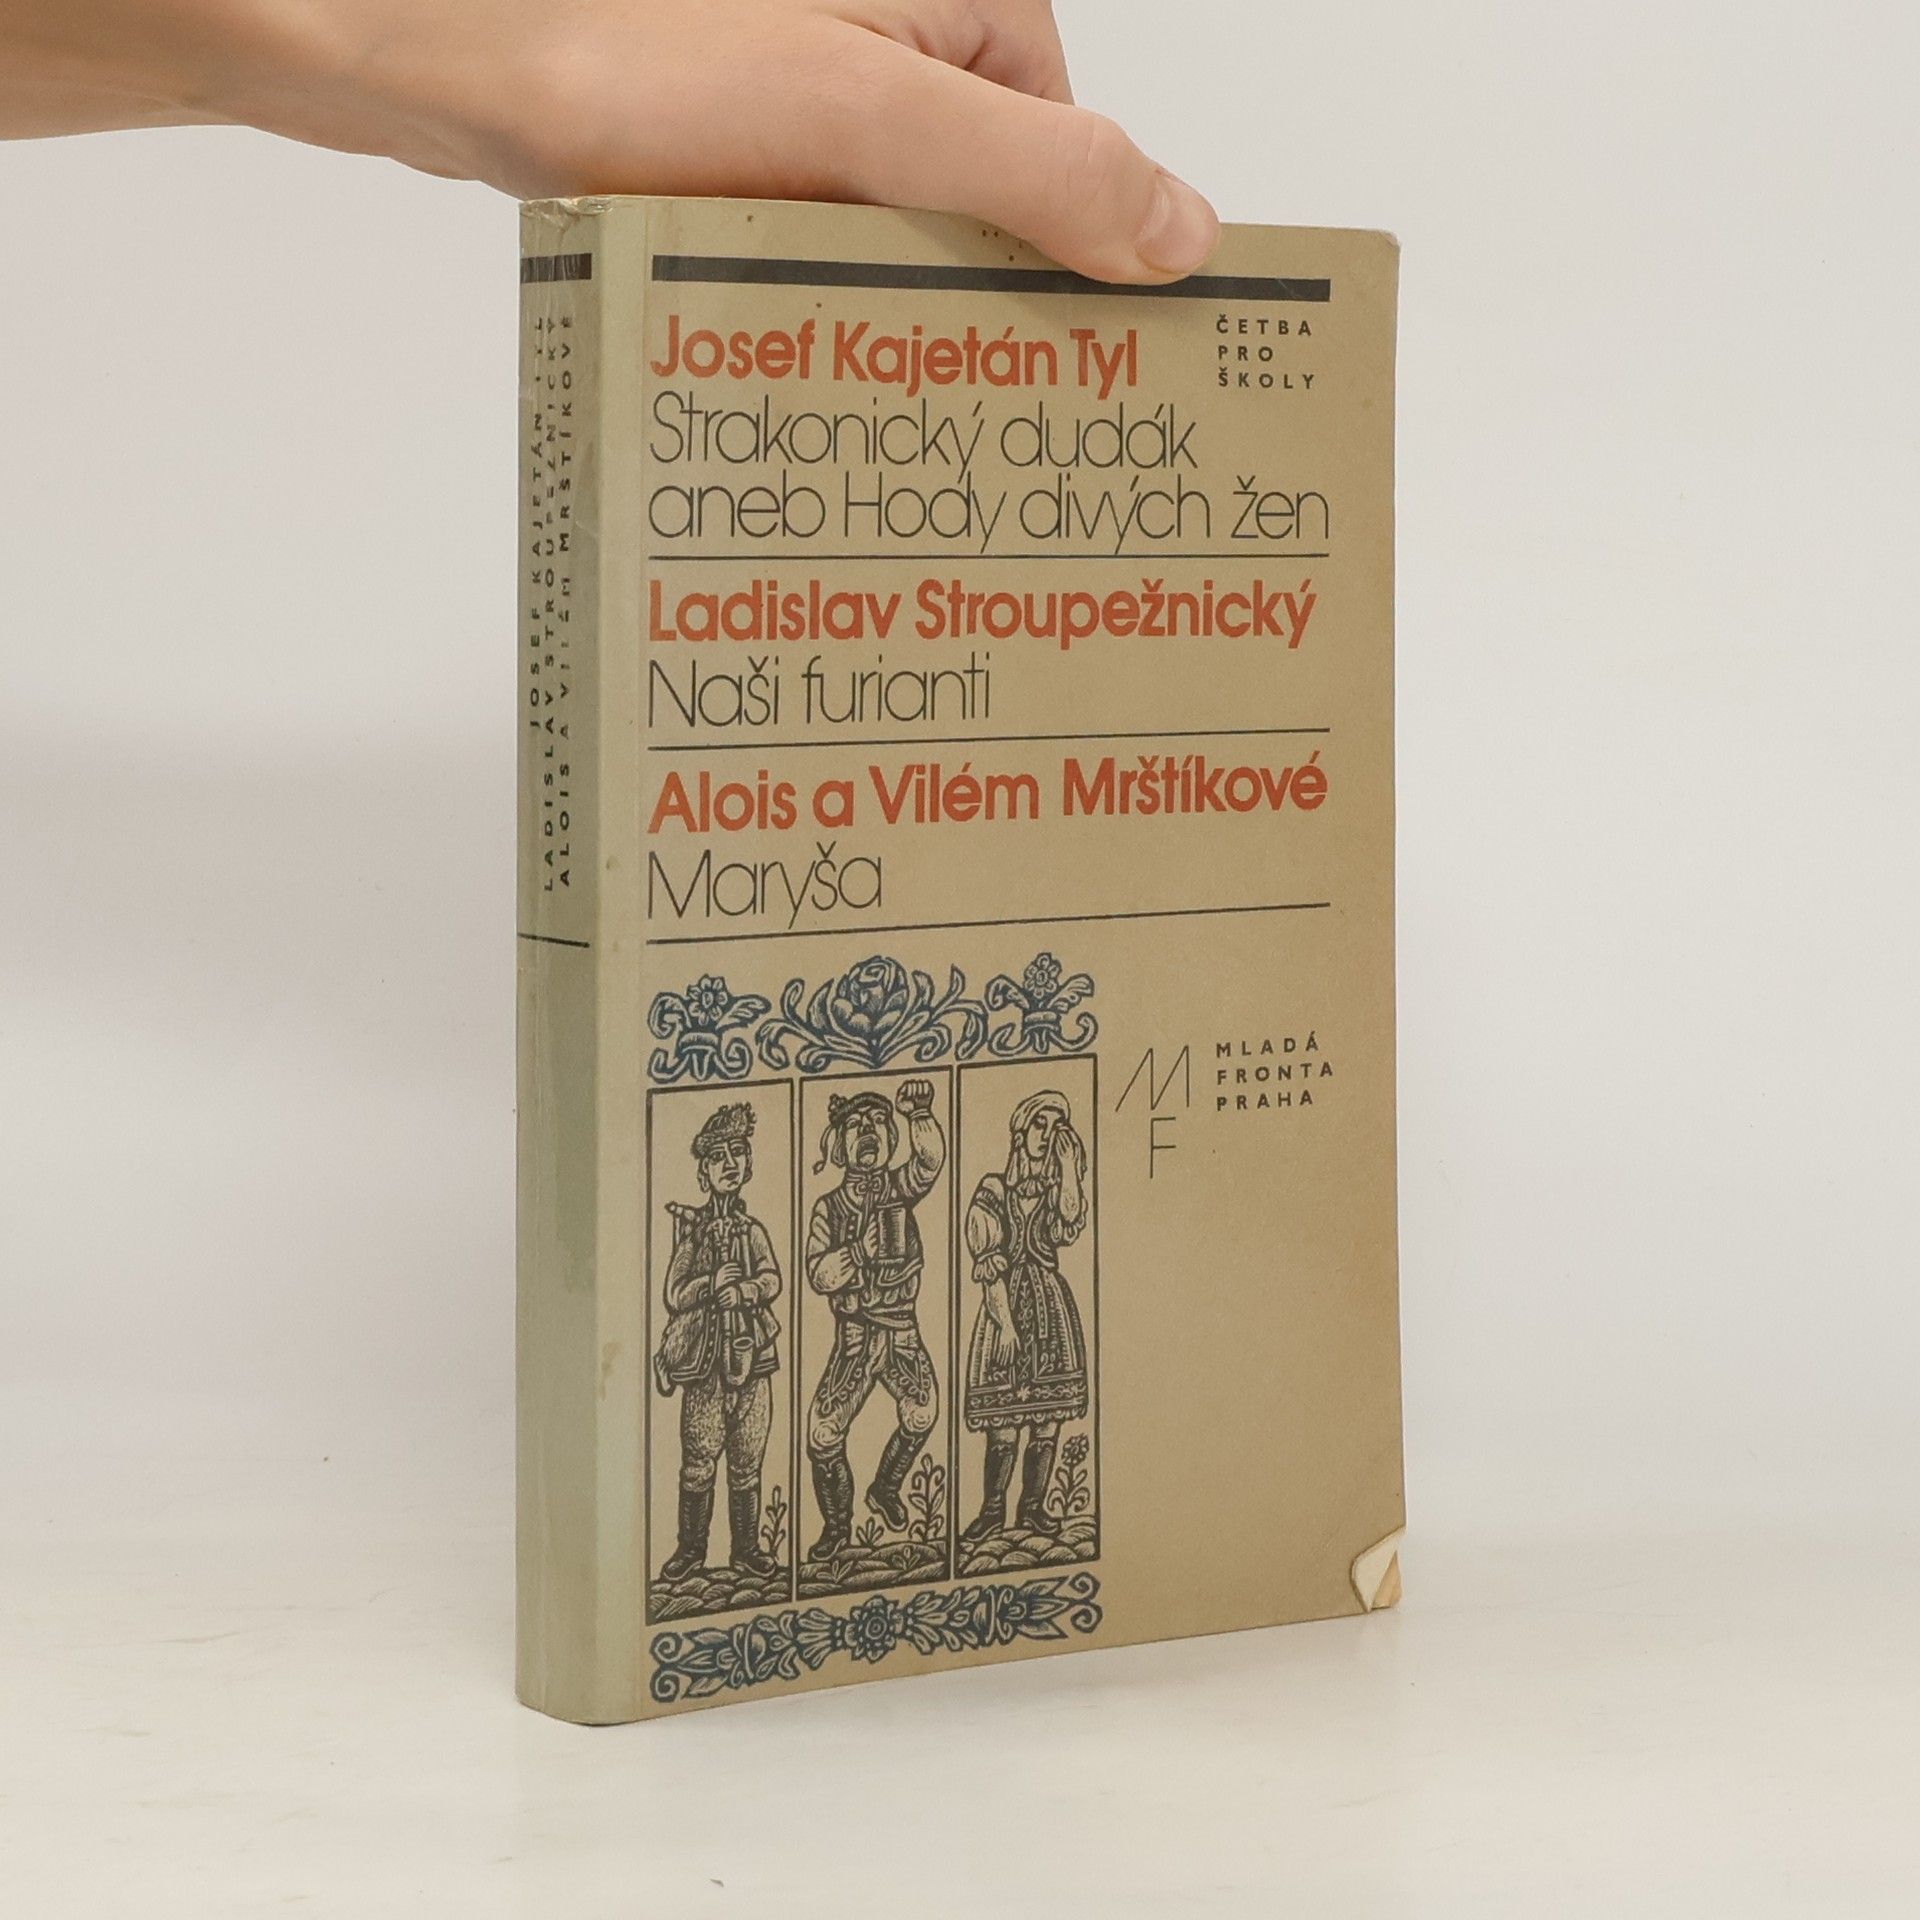 JOSEF KAJETÁN TYL
LADISLAV STROUPEŽNICKÝ
ALOIS A VILÉM MRŠTÍKOVÉ
Josef Kajetán Tyl
ČETBA
PRO
ŠKOLY
Strakonický dudák
aneb Hody divých žen
Ladislav Stroupežnický
Naši furianti
Alois a Vilém Mrštíkové
Maryša
M
F
MLADÁ
FRONTA
PRAHA